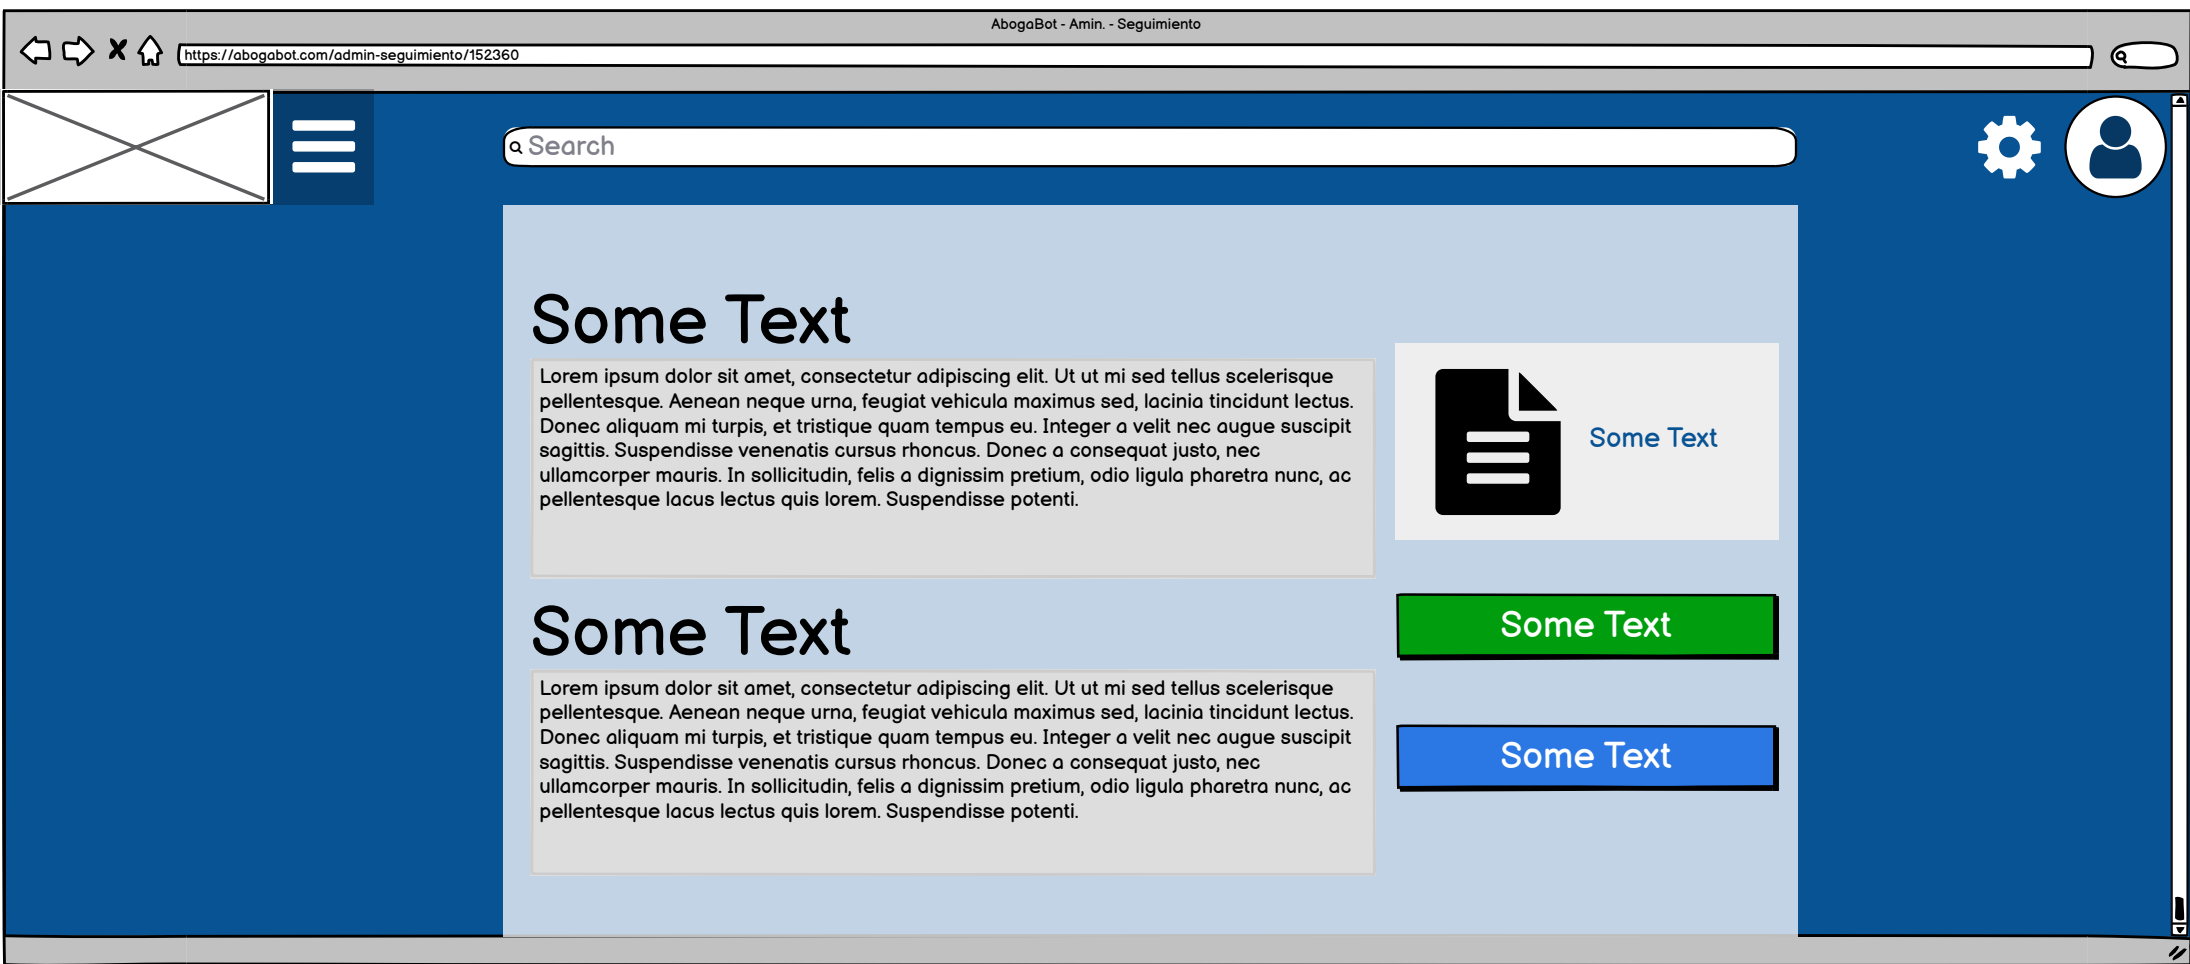 AbogaBot - Amin. - Seguimiento
https://abogabot.com/admin-seguimiento/152360
Search
Some Text
Lorem ipsum dolor sit amet, consectetur adipiscing elit. Ut ut mi sed tellus scelerisque
pellentesque. Aenean neque urna, feugiat vehicula maximus sed, lacinia tincidunt lectus.
Donec aliquam mi turpis, et tristique quam tempus eu. Integer a velit nec augue suscipit
sagittis. Suspendisse venenatis cursus rhoncus. Donec a consequat justo, nec
ullamcorper mauris. In sollicitudin, felis a dignissim pretium, odio ligula pharetra nunc, ac
pellentesque lacus lectus quis lorem. Suspendisse potenti.
Some Text
Lorem ipsum dolor sit amet, consectetur adipiscing elit. Ut ut mi sed tellus scelerisque
pellentesque. Aenean neque urna, feugiat vehicula maximus sed, lacinia tincidunt lectus.
Donec aliquam mi turpis, et tristique quam tempus eu. Integer a velit nec augue suscipit
sagittis. Suspendisse venenatis cursus rhoncus. Donec a consequat justo, nec
ullamcorper mauris. In sollicitudin, felis a dignissim pretium, odio ligula pharetra nunc, ac
pellentesque lacus lectus quis lorem. Suspendisse potenti.
Some Text
Some Text
Some Text